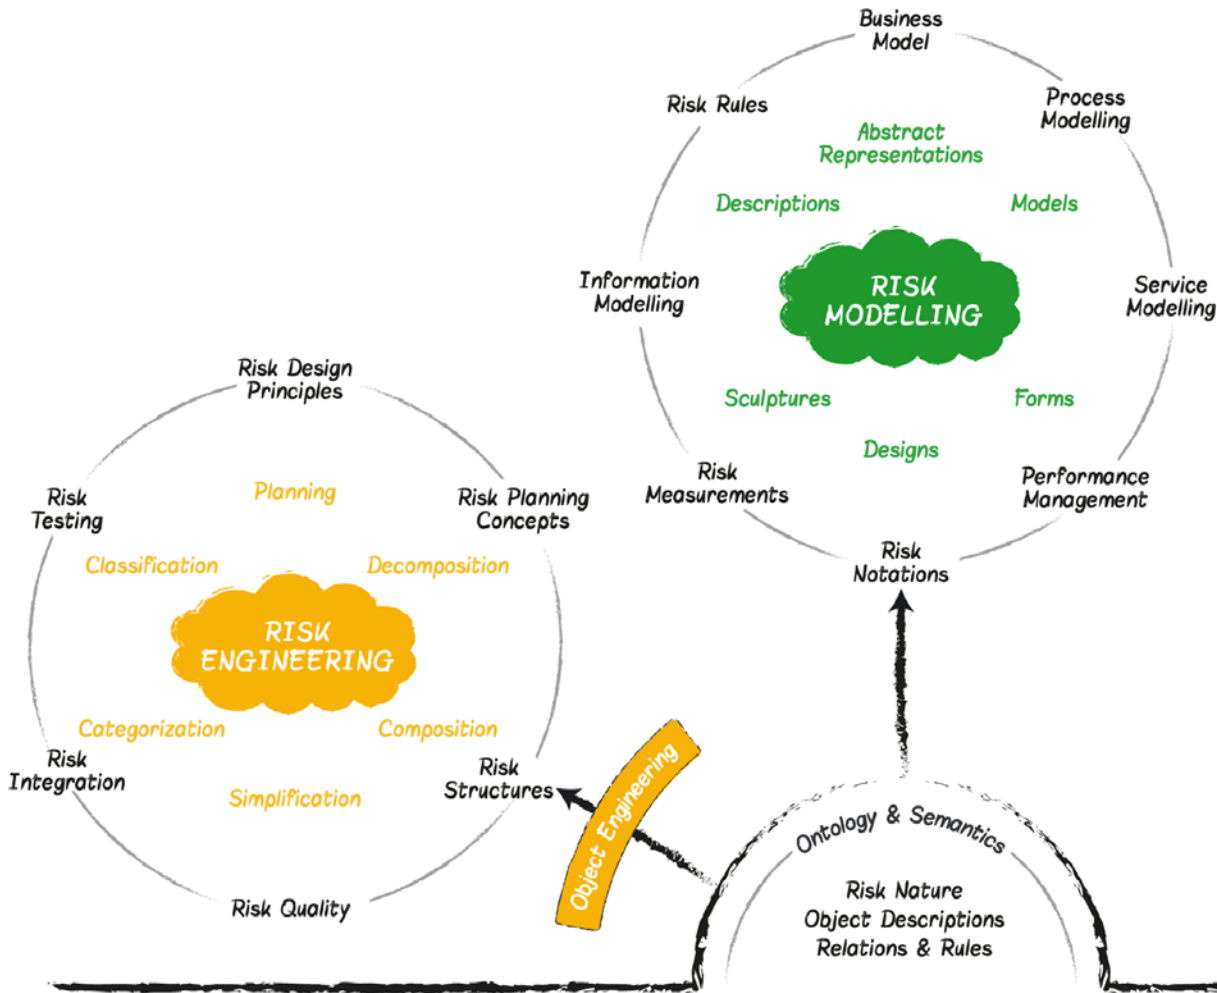 Business
Model
Risk Rules
Process
Modelling
Abstract
Representations
Descriptions
Models
Information
Modelling
RISK
MODELLING
Service
Modelling
Sculptures
Forms
Designs
Risk
Measurements
Performance
Management
Risk
Notations
Risk Design
Principles
Planning
Risk
Testing
Risk Planning
Concepts
Classification
Decomposition
RISK
ENGINEERING
Categorization
Composition
Risk
Integration
Simplification
Risk
Structures
Risk Quality
Object Engineering
Ontology & Semantics
Risk Nature
Object Descriptions
Relations & Rules